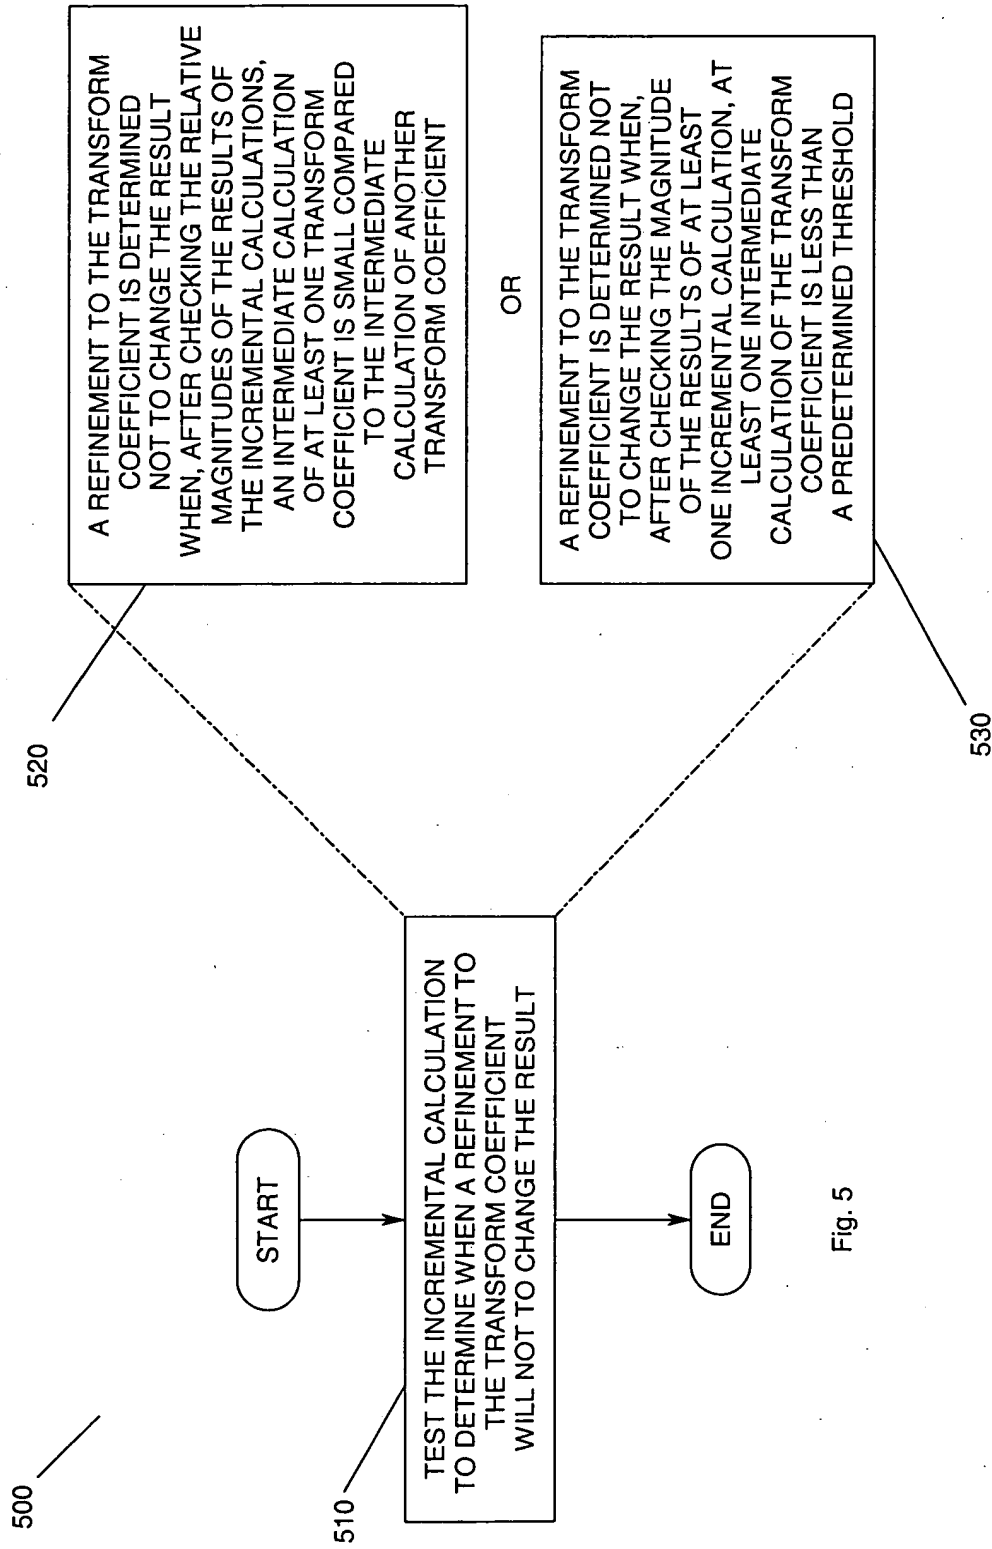 500
START
510
TEST THE INCREMENTAL CALCULATION
TO DETERMINE WHEN A REFINEMENT TO
THE TRANSFORM COEFFICIENT
WILL NOT TO CHANGE THE RESULT
END
520
A REFINEMENT TO THE TRANSFORM
COEFFICIENT IS DETERMINED
NOT TO CHANGE THE RESULT
WHEN, AFTER CHECKING THE RELATIVE
MAGNITUDES OF THE RESULTS OF
THE INCREMENTAL CALCULATIONS,
AN INTERMEDIATE CALCULATION
OF AT LEAST ONE TRANSFORM
COEFFICIENT IS SMALL COMPARED
TO THE INTERMEDIATE
CALCULATION OF ANOTHER
TRANSFORM COEFFICIENT
OR
A REFINEMENT TO THE TRANSFORM
COEFFICIENT IS DETERMINED NOT
TO CHANGE THE RESULT WHEN,
AFTER CHECKING THE MAGNITUDE
OF THE RESULTS OF AT LEAST
ONE INCREMENTAL CALCULATION, AT
LEAST ONE INTERMEDIATE
CALCULATION OF THE TRANSFORM
COEFFICIENT IS LESS THAN
A PREDETERMINED THRESHOLD
530
Fig. 5